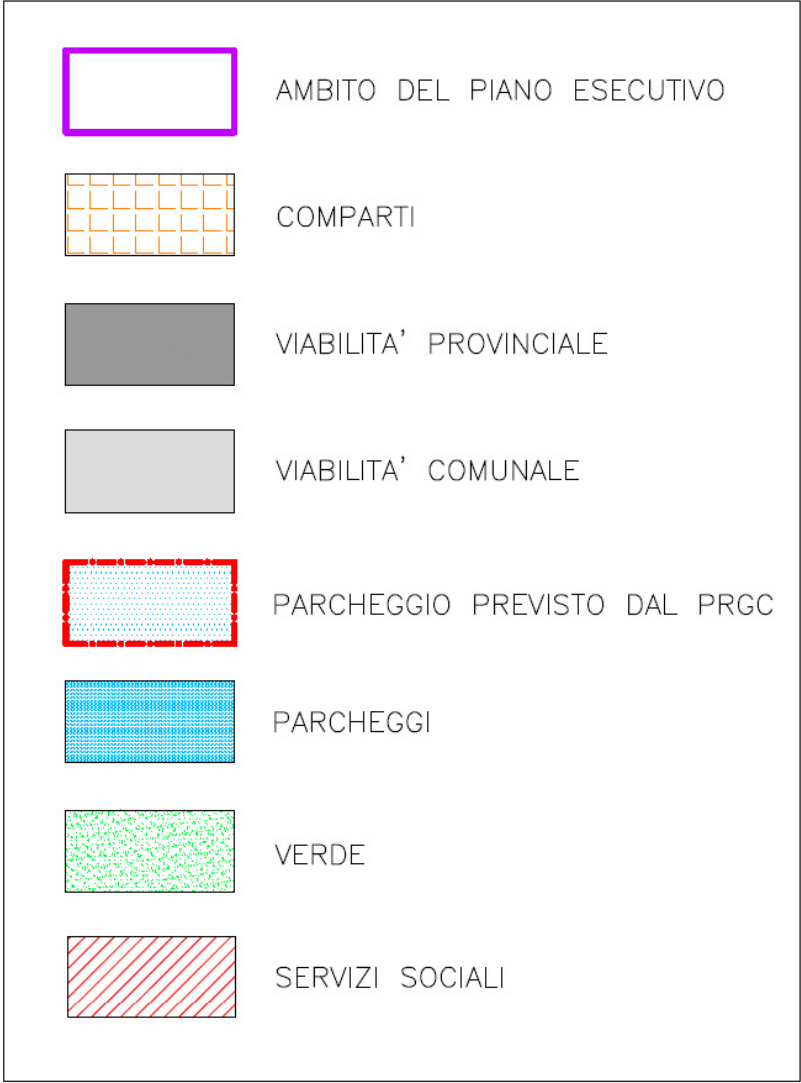 AMBITO DEL PIANO ESECUTIVO
COMPARTI
VIABILITA' PROVINCIALE
VIABILITA' COMUNALE
PARCHEGGIO PREVISTO DAL PRGC
PARCHEGGI
VERDE
SERVIZI SOCIALI